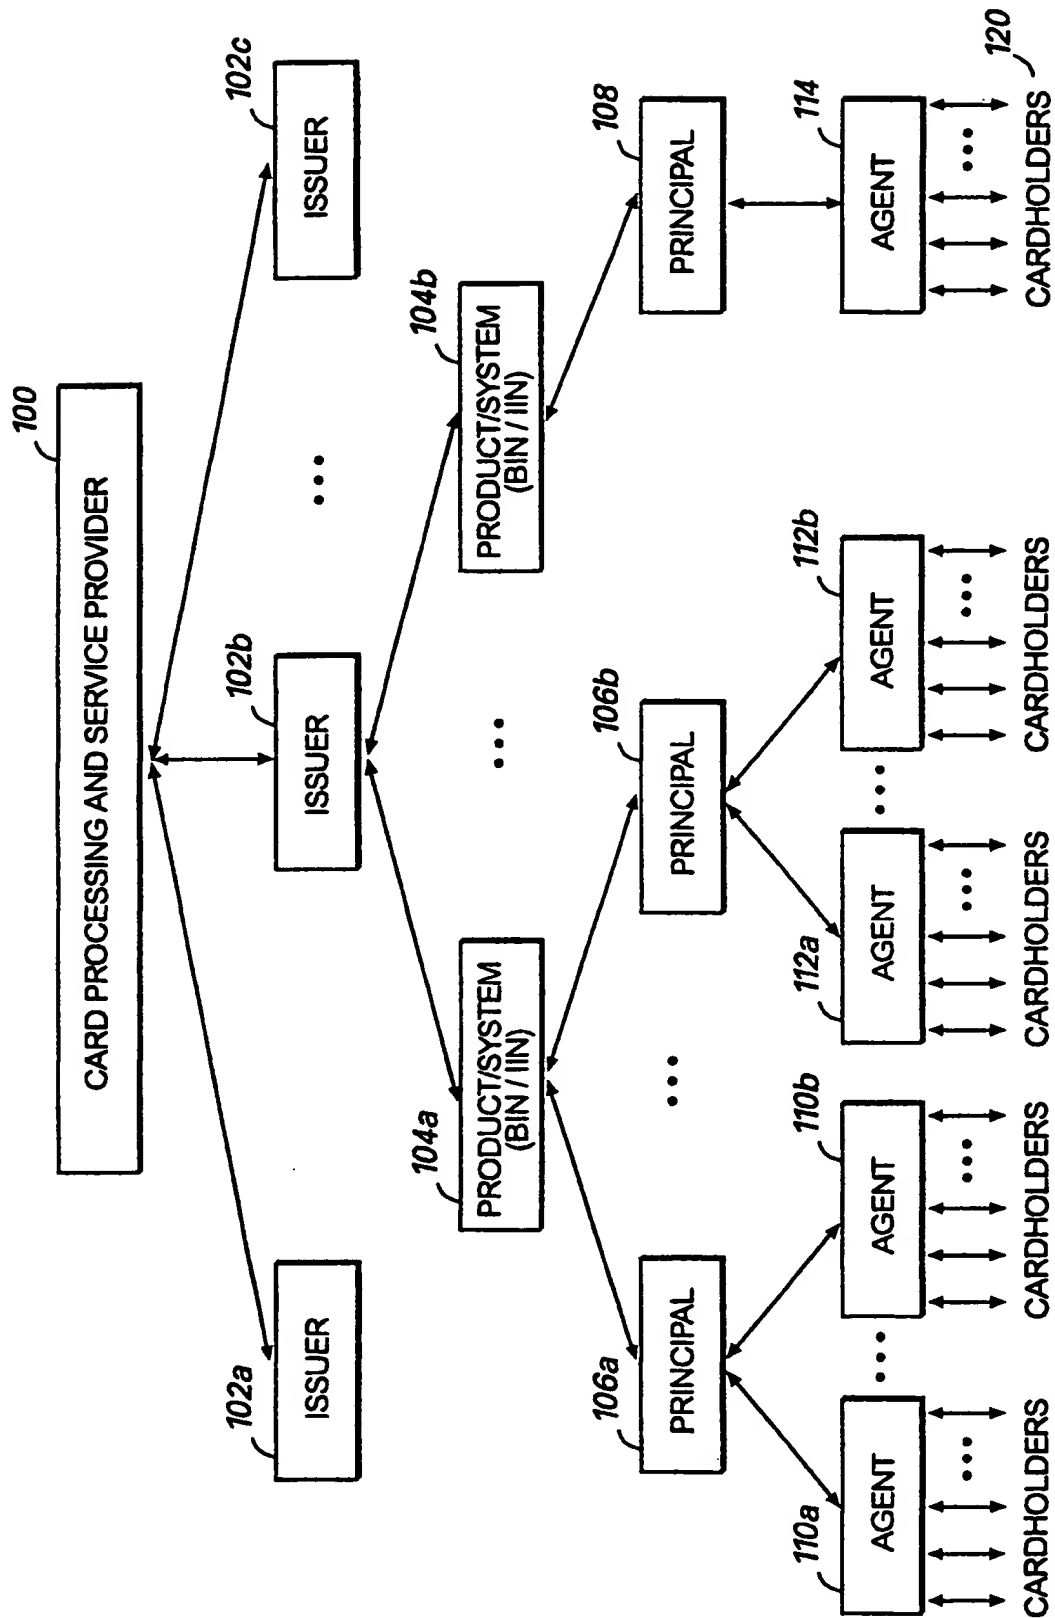 100
CARD PROCESSING AND SERVICE PROVIDER
102a
ISSUER
102b
ISSUER
...
102c
ISSUER
104a
PRODUCT/SYSTEM
(BIN / IIN)
...
104b
PRODUCT/SYSTEM
(BIN / IIN)
106a
PRINCIPAL
...
106b
PRINCIPAL
108
PRINCIPAL
110a
AGENT
...
110b
AGENT
112a
AGENT
...
112b
AGENT
114
AGENT
...
...
...
...
...
CARDHOLDERS
CARDHOLDERS
CARDHOLDERS
CARDHOLDERS
CARDHOLDERS
120